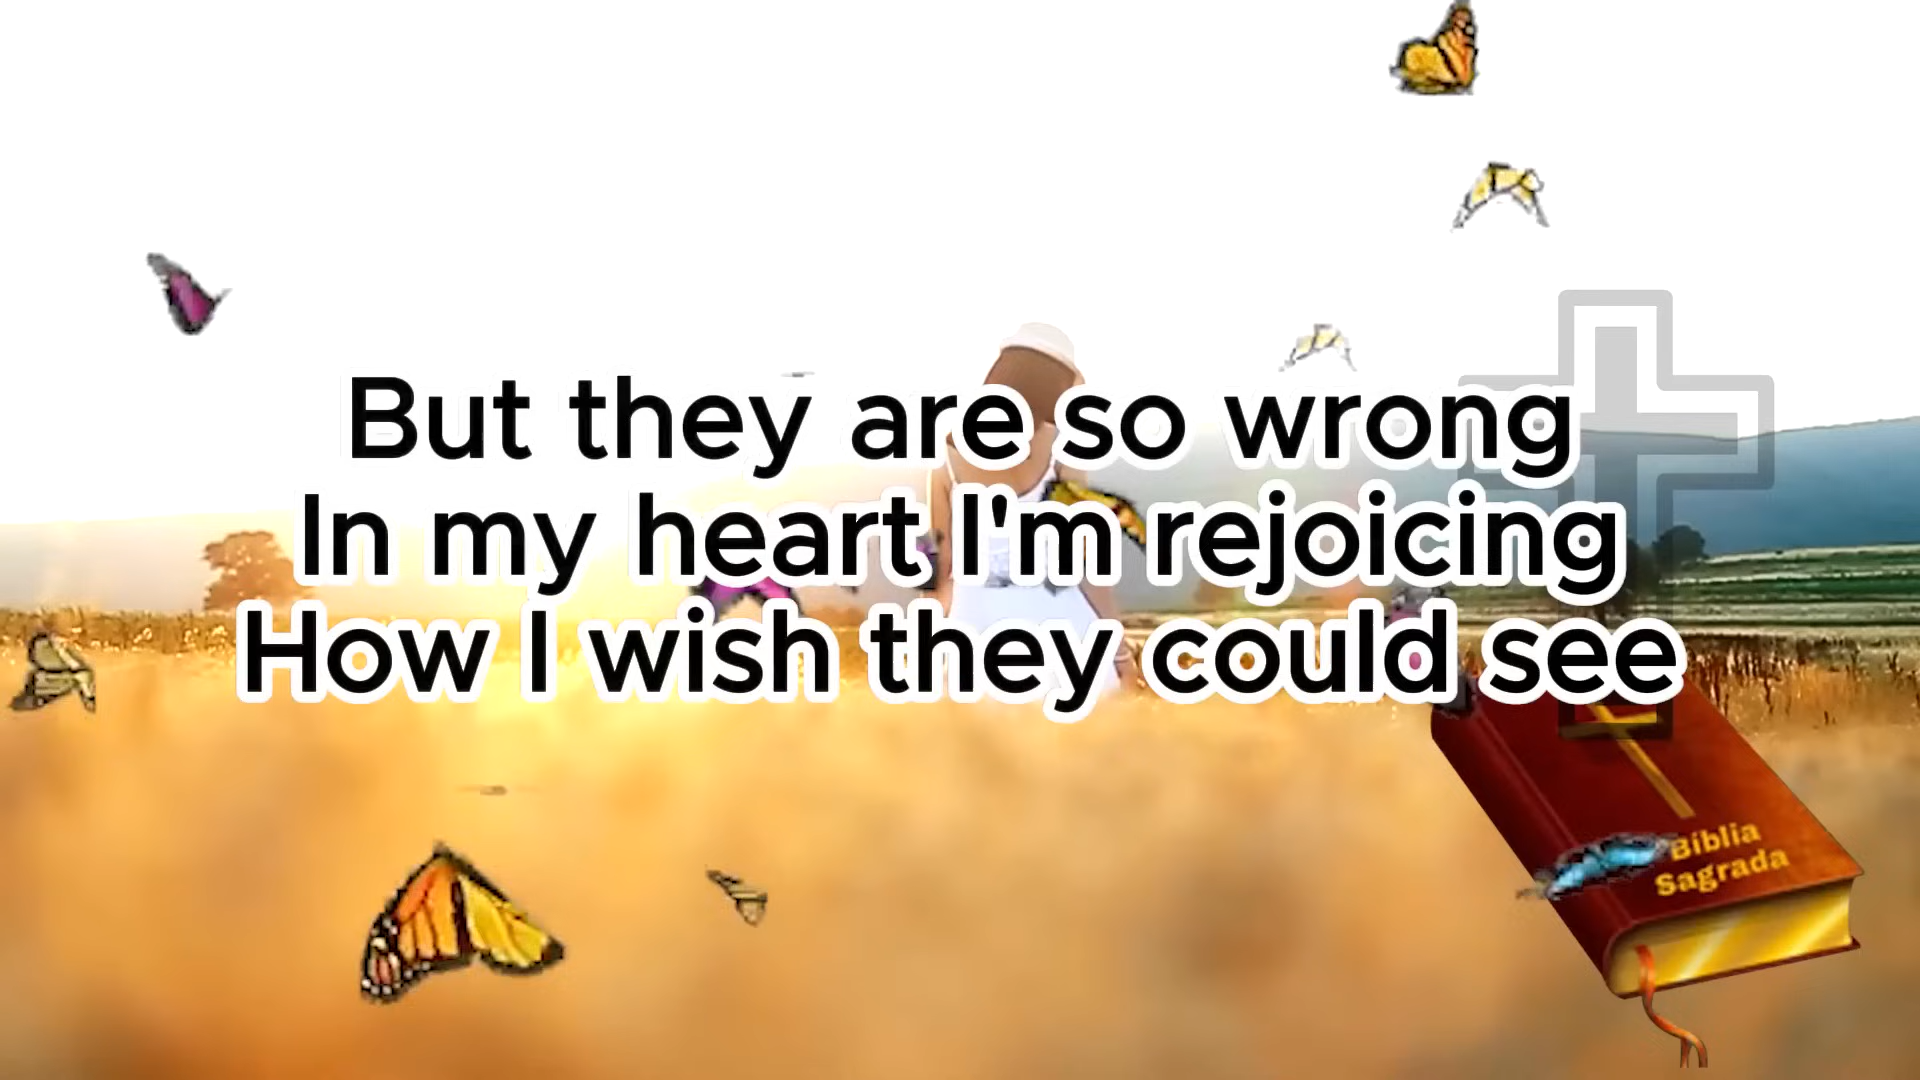 But they are so wrong
In my heart I'm rejoicing
How I wish they could see
Bíblia
Sagrada